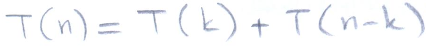 T(n) = T(k) + T(n-k)